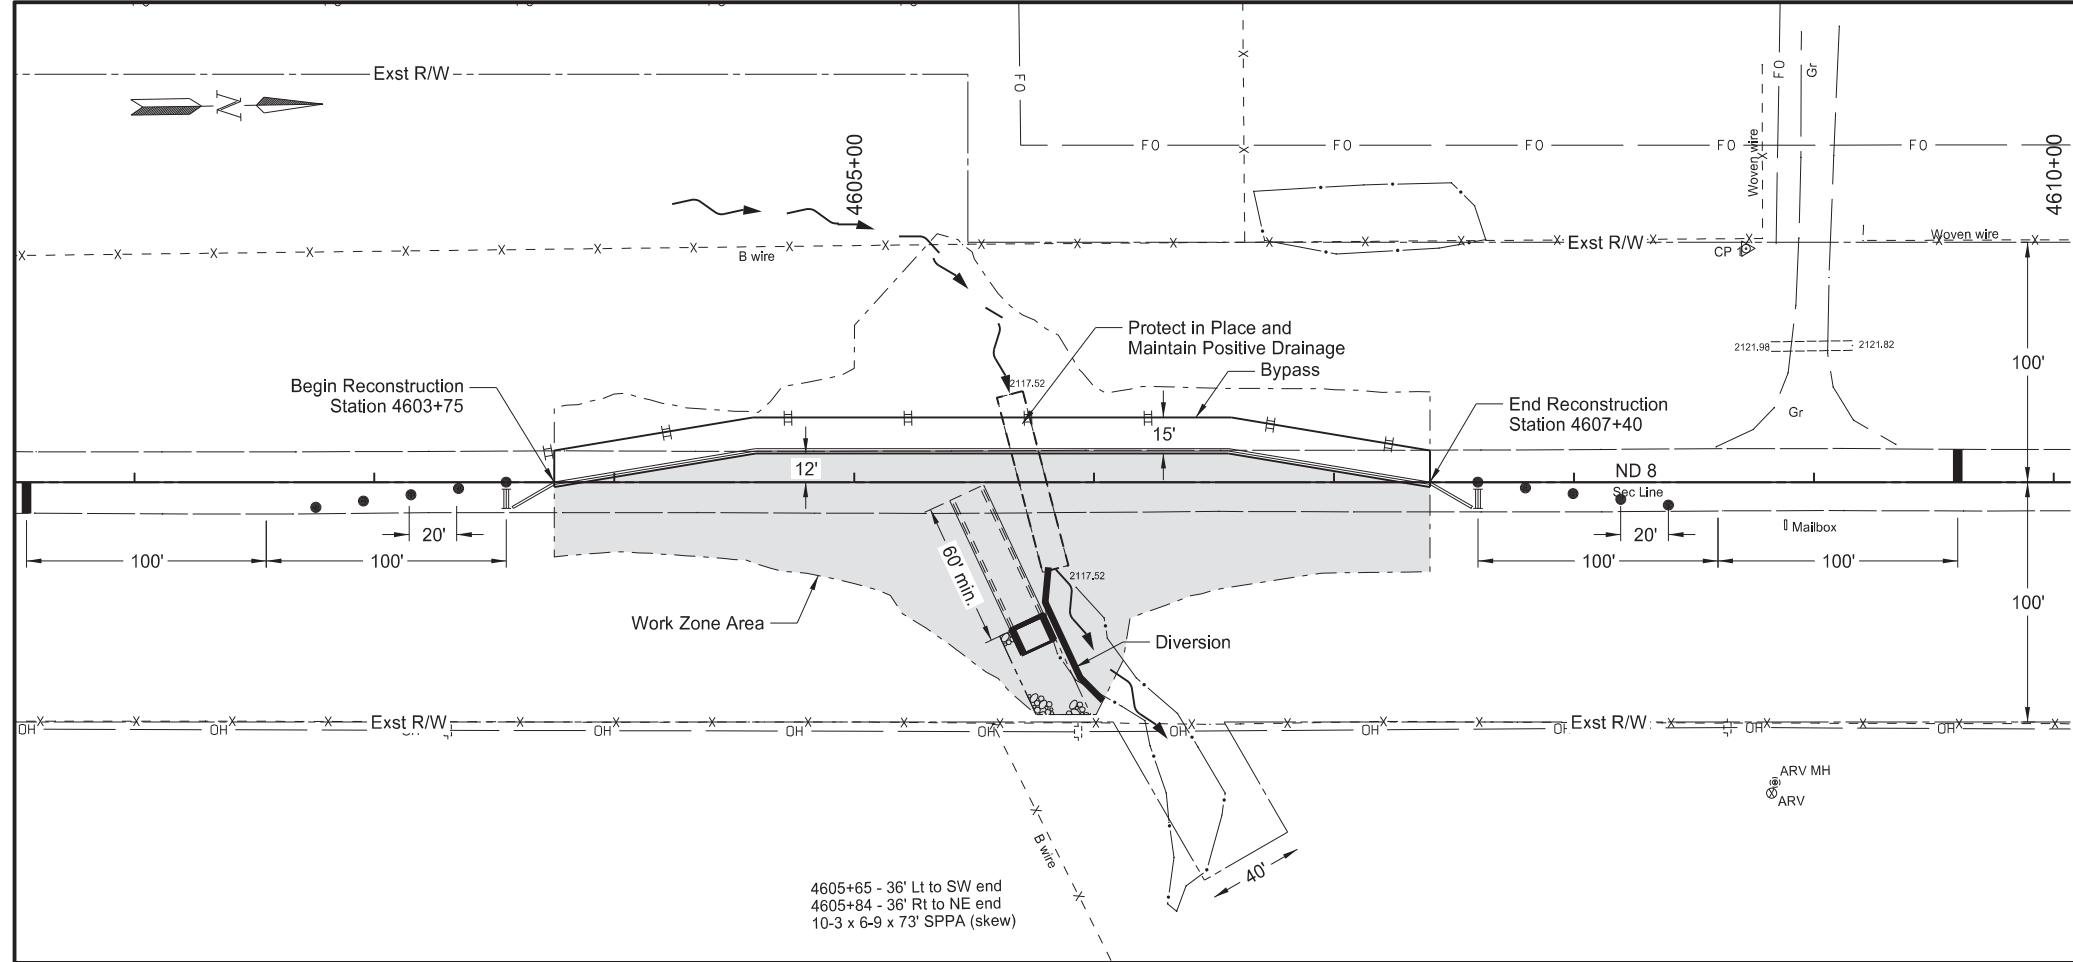 Exst R/W
N
FO
FO
Gr
FO
FO
FO
FO
FO
Woven wire
4605+00
4610+00
B wire
Exst R/W
CP 1
Woven wire
Protect in Place and
Maintain Positive Drainage
Bypass
2121.98
2121.82
100'
Begin Reconstruction
Station 4603+75
2117.52
End Reconstruction
Station 4607+40
Gr
15'
12'
ND 8
Sec Line
Mailbox
20'
20'
100'
100'
100'
100'
60' min.
2117.52
100'
Work Zone Area
Diversion
Exst R/W
Exst R/W
OH
OH
OH
OH
OH
OH
OH
OH
OH
ARV MH
ARV
B wire
40'
4605+65 - 36' Lt to SW end
4605+84 - 36' Rt to NE end
10-3 x 6-9 x 73' SPPA (skew)